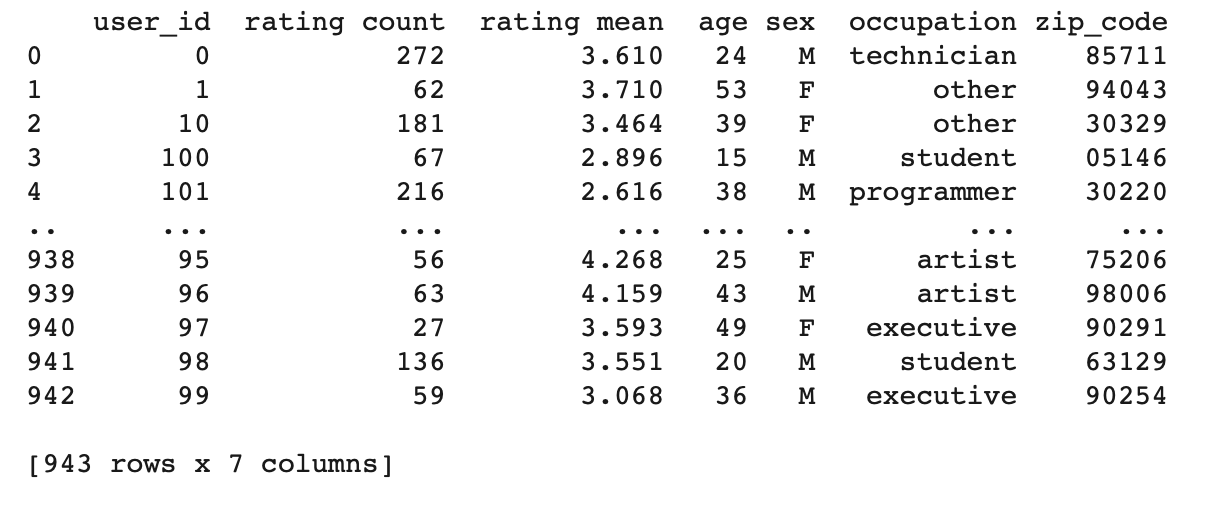 user_id rating count rating mean age sex occupation zip_code
0 0 272 3.610 24 M technician 85711
1 1 62 3.710 53 F other 94043
2 10 181 3.464 39 F other 30329
3 100 67 2.896 15 M student 05146
4 101 216 2.616 38 M programmer 30220
.. ... ... ... ... .. ... ...
938 95 56 4.268 25 F artist 75206
939 96 63 4.159 43 M artist 98006
940 97 27 3.593 49 F executive 90291
941 98 136 3.551 20 M student 63129
942 99 59 3.068 36 M executive 90254
[943 rows x 7 columns]